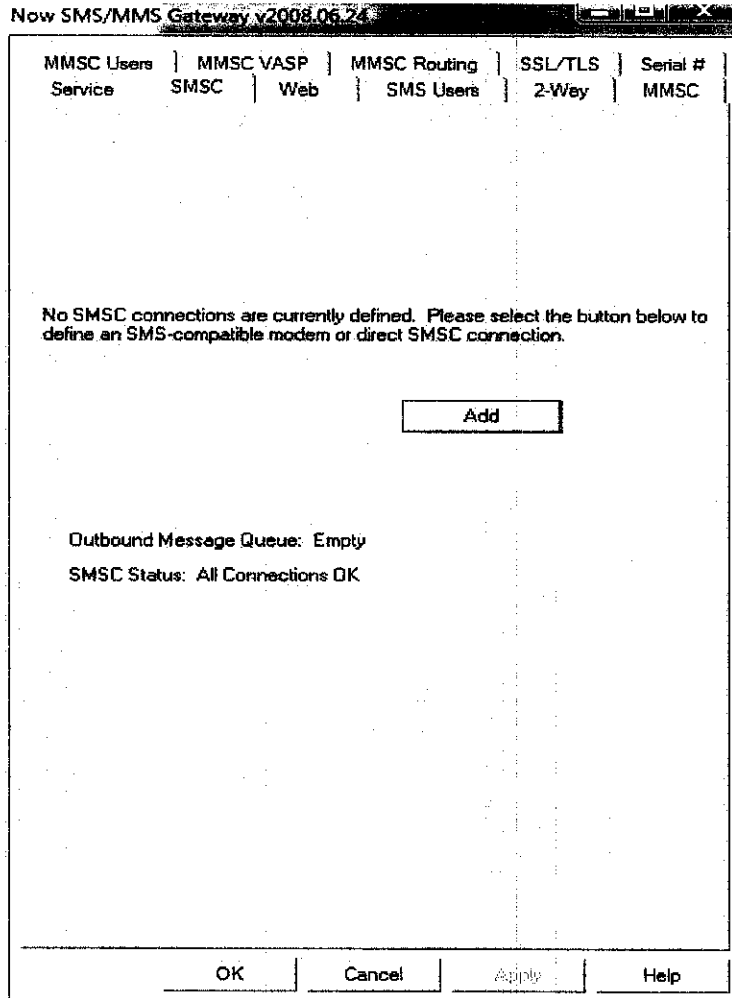 Now SMS/MMS Gateway v2008.06.24
MMSC Users MMSC VASP MMSC Routing SSL/TLS Serial #
Service SMSC Web SMS Users 2-Way MMSC
No SMSC connections are currently defined. Please select the button below to
define an SMS-compatible modem or direct SMSC connection.
Add
Outbound Message Queue: Empty
SMSC Status: All Connections OK
OK Cancel Apply Help